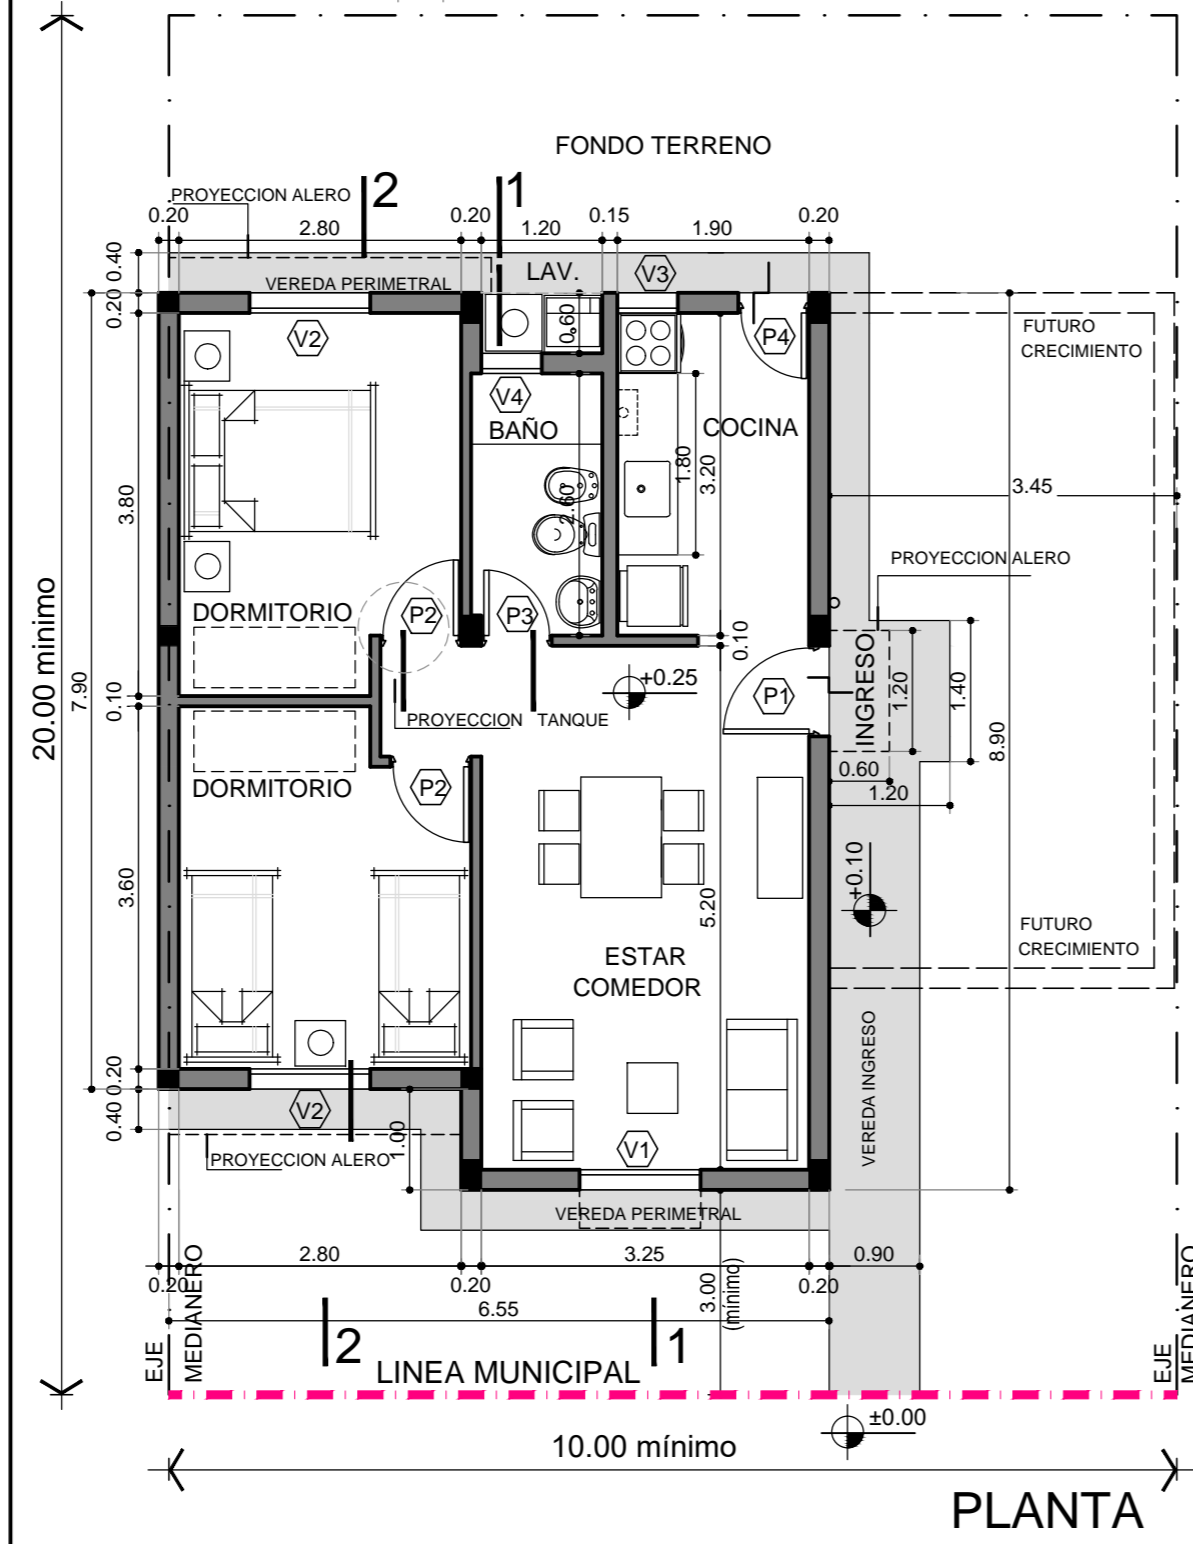 FONDO TERRENO
PROYECCION ALERO
2
1
0.20
2.80
0.20
1.20
0.15
1.90
0.20
0.40
0.20
VEREDA PERIMETRAL
LAV.
V3
V2
0.60
P4
FUTURO
CRECIMIENTO
V4
BAÑO
COCINA
1.80
3.20
3.80
2.60
3.45
PROYECCION ALERO
DORMITORIO
P2
P3
0.10
INGRESO
1.20
1.40
+0.25
P1
20.00 minimo
7.90
0.10
PROYECCION TANQUE
8.90
DORMITORIO
P2
0.60
1.20
3.60
5.20
+0.10
ESTAR
COMEDOR
FUTURO
CRECIMIENTO
VEREDA INGRESO
0.20
0.40
V2
1.00
V1
PROYECCION ALERO
VEREDA PERIMETRAL
2.80
3.25
0.90
0.20
0.20
0.20
3.00
(mínimo)
6.55
EJE
MEDIANERO
2
1
LINEA MUNICIPAL
EJE
MEDIANERO
±0.00
10.00 mínimo
PLANTA